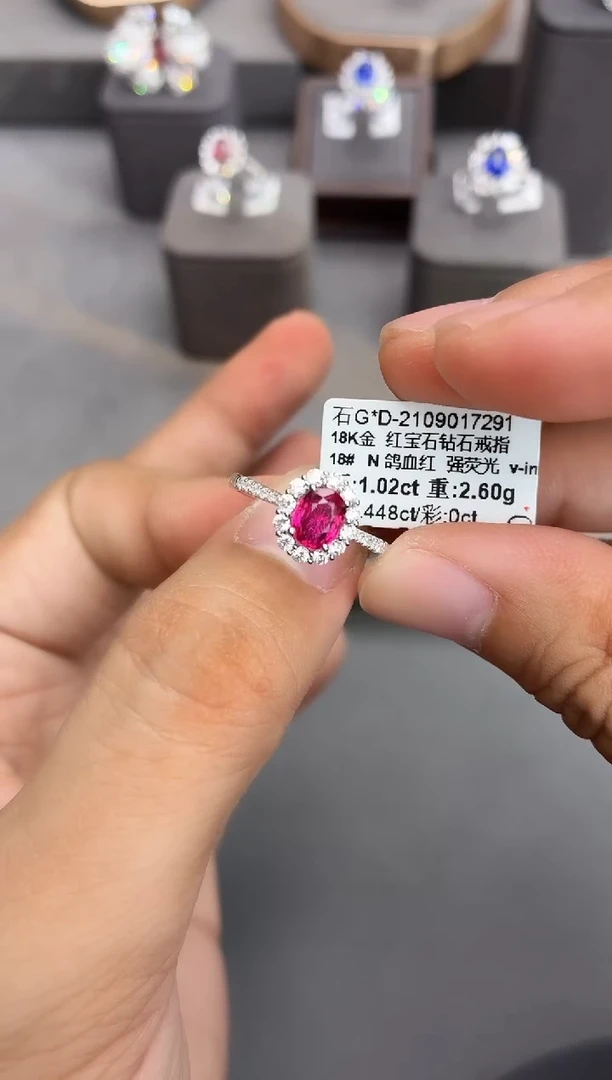 石G*D-2109017291
18K金 红宝石钻石戒指
18# N 鸽血红 强荧光 v-in
:1.02ct 重:2.60g
.448ct/彩:0ct